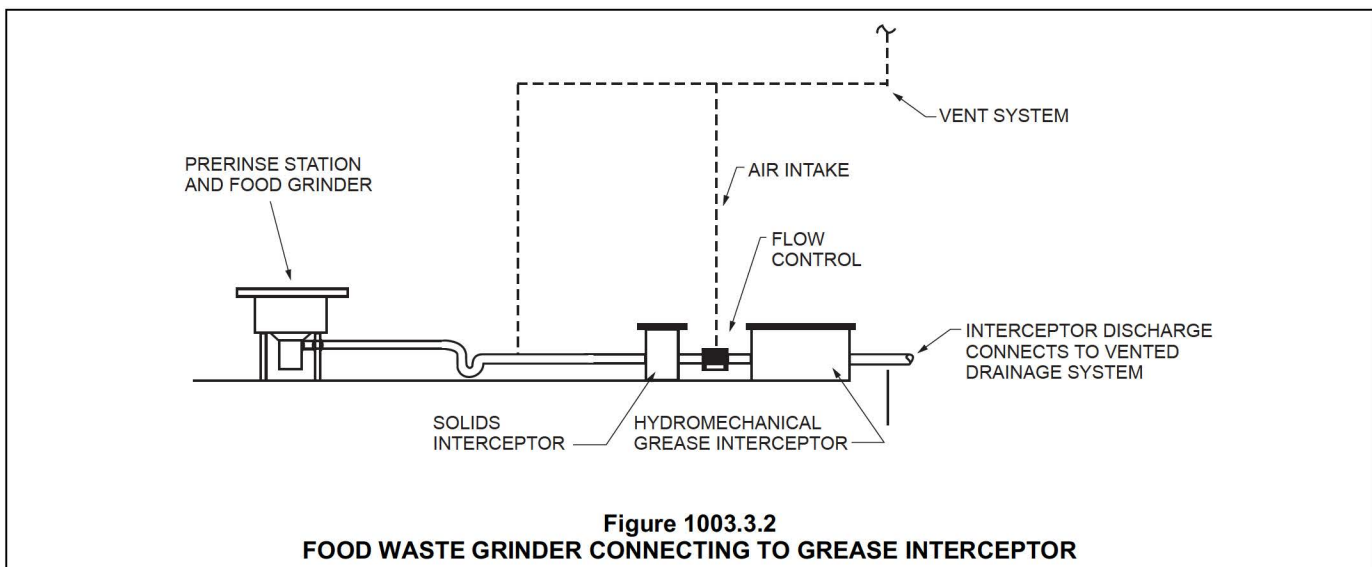 VENT SYSTEM
PRERINSE STATION
AND FOOD GRINDER
AIR INTAKE
FLOW
CONTROL
INTERCEPTOR DISCHARGE
CONNECTS TO VENTED
DRAINAGE SYSTEM
SOLIDS
INTERCEPTOR
HYDROMECHANICAL
GREASE INTERCEPTOR
Figure 1003.3.2
FOOD WASTE GRINDER CONNECTING TO GREASE INTERCEPTOR